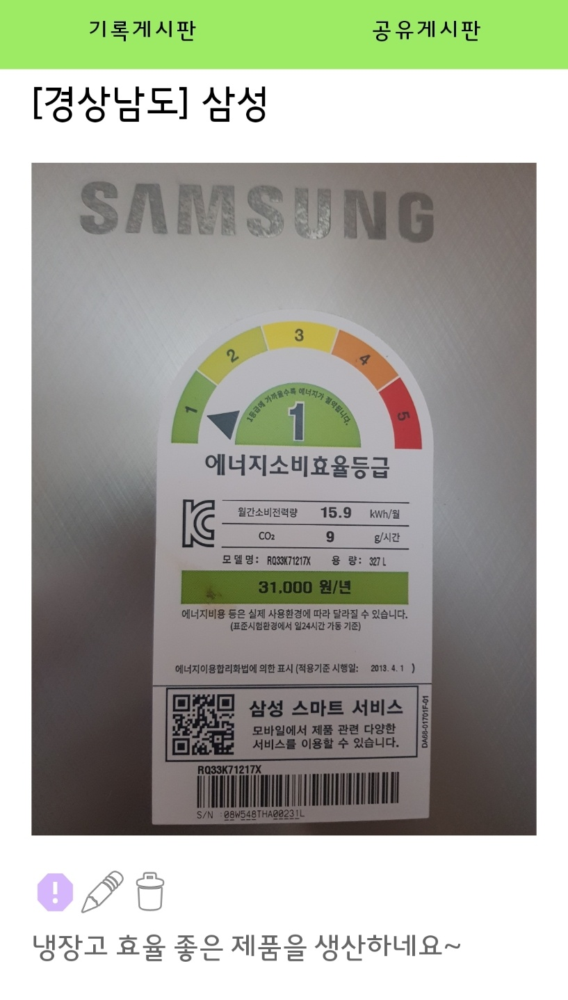 기록게시판 공유게시판
[경상남도] 삼성
SAMSUNG
1 2 3 4 5
1등급에 가까울수록 에너지가 절약됩니다.
1
에너지소비효율등급
월간소비전력량 15.9 kWh/월
CO₂ 9 g/시간
모델명: RQ33K71217X 용 량: 327 L
31,000 원/년
에너지비용 등은 실제 사용환경에 따라 달라질 수 있습니다.
(표준시험환경에서 일24시간 가동 기준)
에너지이용합리화법에 의한 표시 (적용기준 시행일: 2013. 4. 1 )
삼성 스마트 서비스
모바일에서 제품 관련 다양한
서비스를 이용할 수 있습니다.
DA68-01701F-01
RQ33K71217X
S/N :08W548THA00231L
냉장고 효율 좋은 제품을 생산하네요~